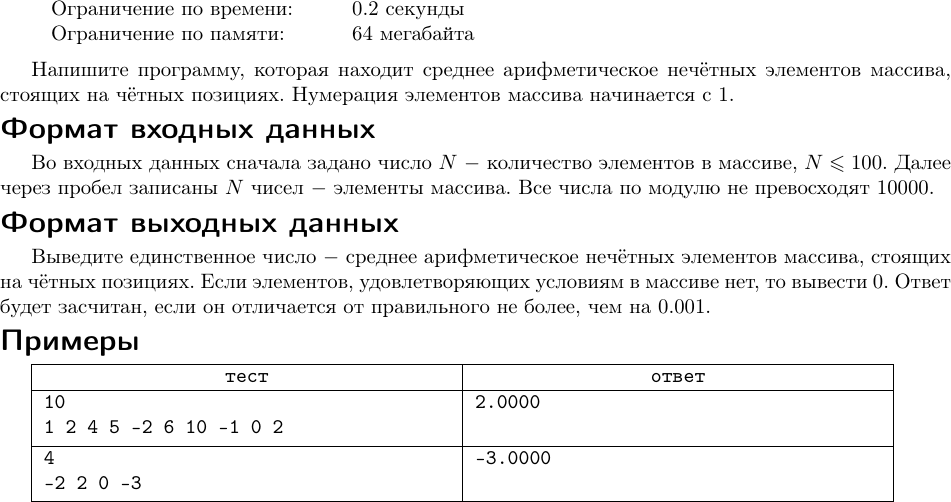 Ограничение по времени: 0.2 секунды
Ограничение по памяти: 64 мегабайта
Напишите программу, которая находит среднее арифметическое нечётных элементов массива,
стоящих на чётных позициях. Нумерация элементов массива начинается с 1.
Формат входных данных
Во входных данных сначала задано число N − количество элементов в массиве, N ⩽ 100. Далее
через пробел записаны N чисел − элементы массива. Все числа по модулю не превосходят 10000.
Формат выходных данных
Выведите единственное число − среднее арифметическое нечётных элементов массива, стоящих
на чётных позициях. Если элементов, удовлетворяющих условиям в массиве нет, то вывести 0. Ответ
будет засчитан, если он отличается от правильного не более, чем на 0.001.
Примеры
тест ответ
10 2.0000
1 2 4 5 -2 6 10 -1 0 2
4 -3.0000
-2 2 0 -3